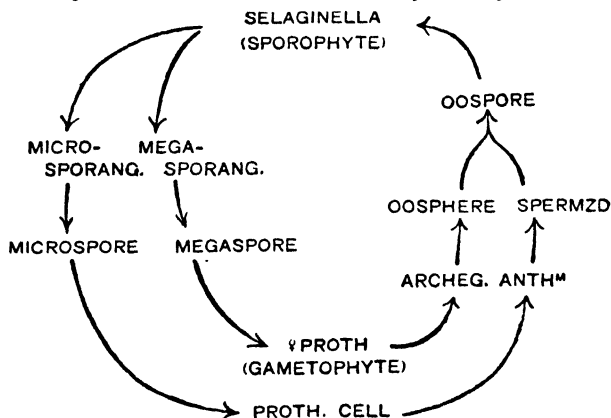 SELAGINELLA
(SPOROPHYTE)
OOSPORE
MICRO- MEGA-
SPORANG. SPORANG.
OOSPHERE SPERMZD
MICROSPORE MEGASPORE
ARCHEG. ANTHᴹ
♀ PROTH
(GAMETOPHYTE)
PROTH. CELL